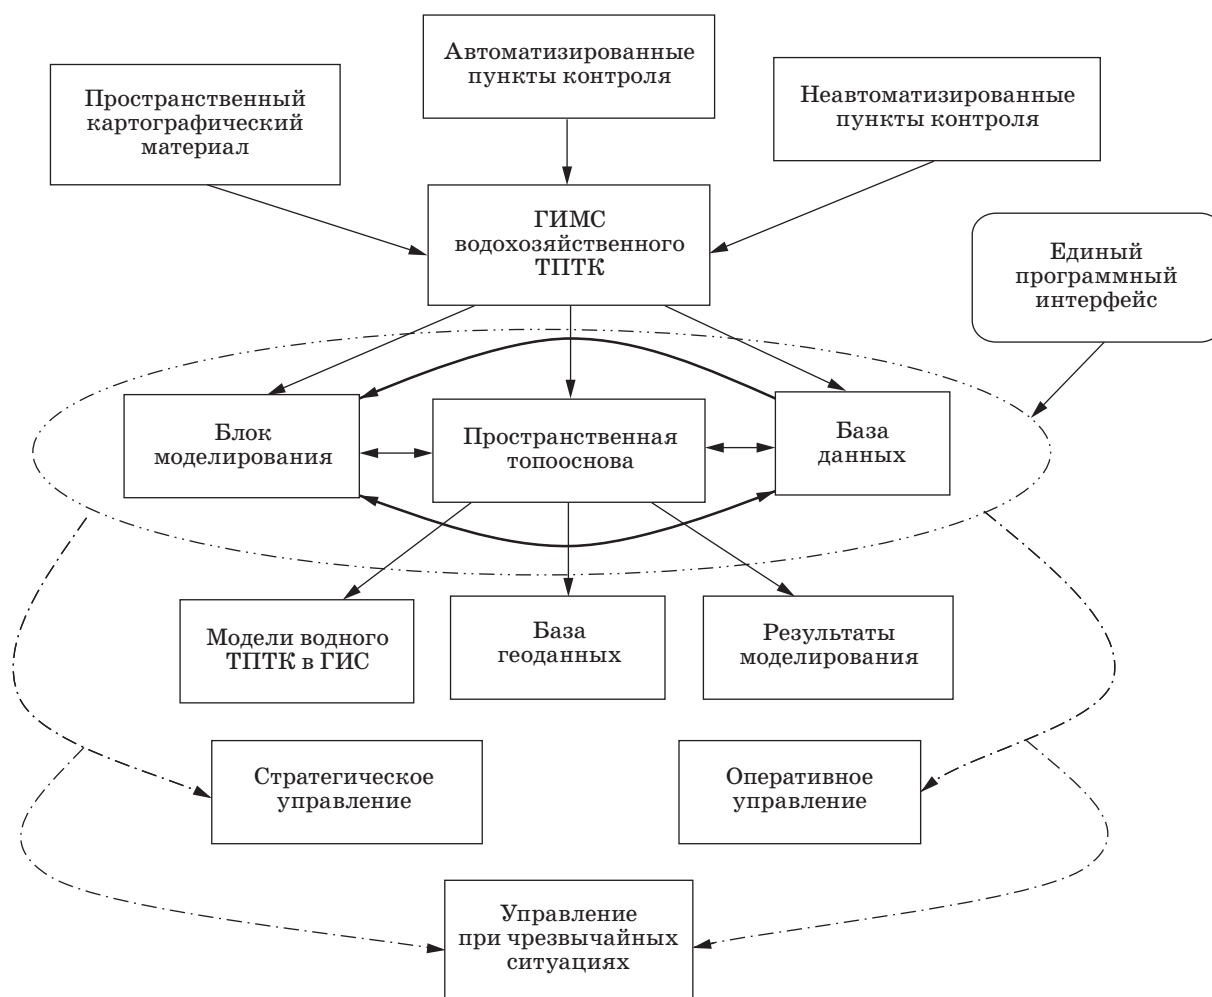 Автоматизированные
пункты контроля
Пространственный
картографический
материал
Неавтоматизированные
пункты контроля
ГИМС
водохозяйственного
ТПТК
Единый
программный
интерфейс
Блок
моделирования
Пространственная
топооснова
База
данных
Модели водного
ТПТК в ГИС
База
геоданных
Результаты
моделирования
Стратегическое
управление
Оперативное
управление
Управление
при чрезвычайных
ситуациях